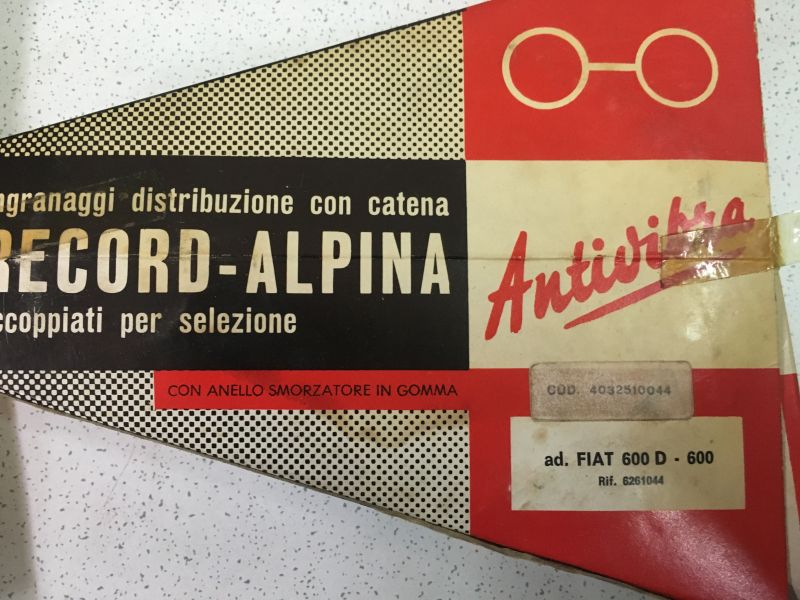 ngranaggi distribuzione con catena
RECORD-ALPINA
ccoppiati per selezione
Antivibra
CON ANELLO SMORZATORE IN GOMMA
COD. 4032510044
ad. FIAT 600 D - 600
Rif. 6261044